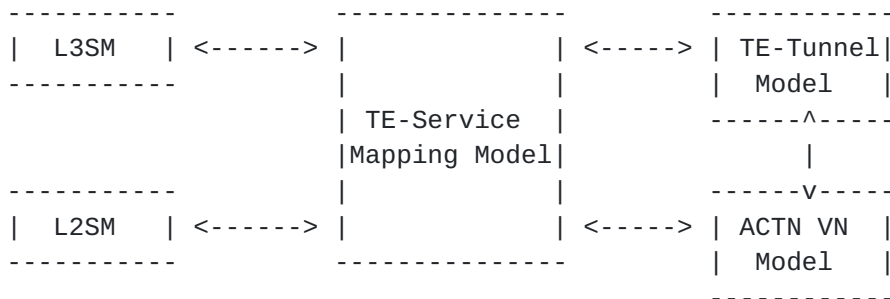 L3SM <------> <-----> TE-Tunnel
Model
TE-Service
Mapping Model
L2SM <------> <-----> ACTN VN
Model